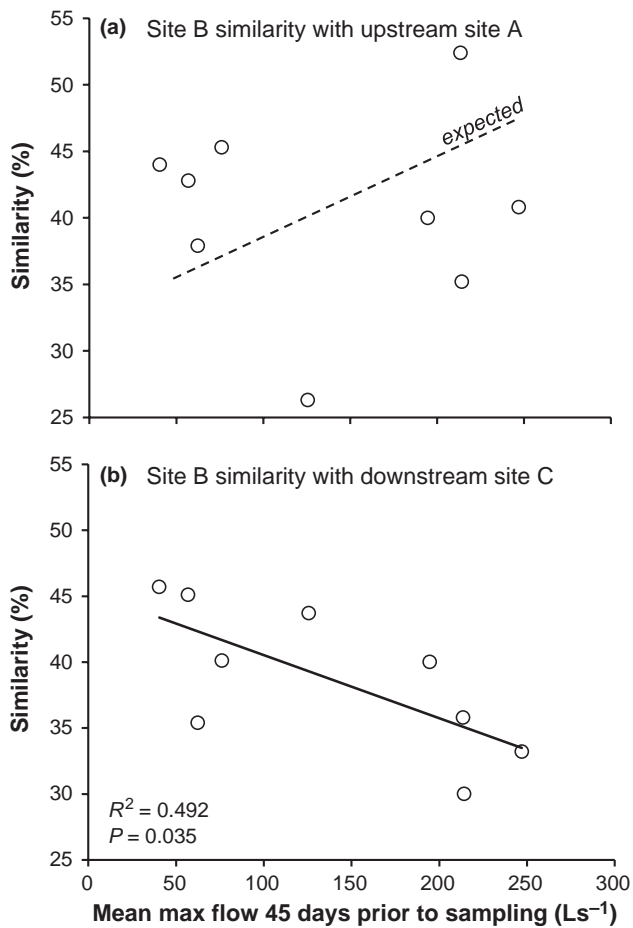 (a) Site B similarity with upstream site A
Similarity (%)
55
50
45
40
35
30
25
expected
(b) Site B similarity with downstream site C
Similarity (%)
55
50
45
40
35
30
25
R² = 0.492
P = 0.035
0 50 100 150 200 250 300
Mean max flow 45 days prior to sampling (Ls⁻¹)